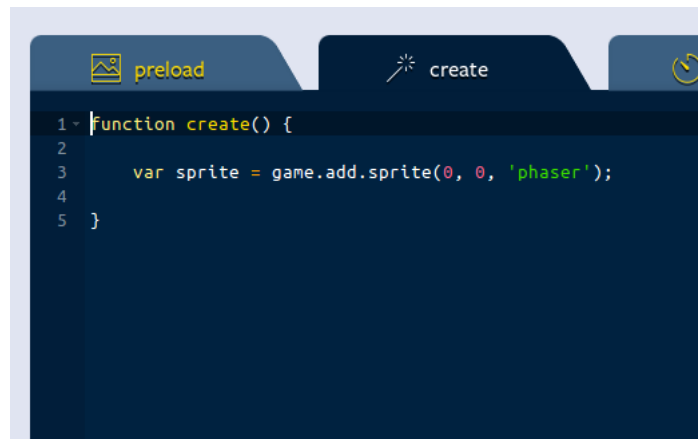 preload create
1 function create() {
2
3 var sprite = game.add.sprite(0, 0, 'phaser');
4
5 }